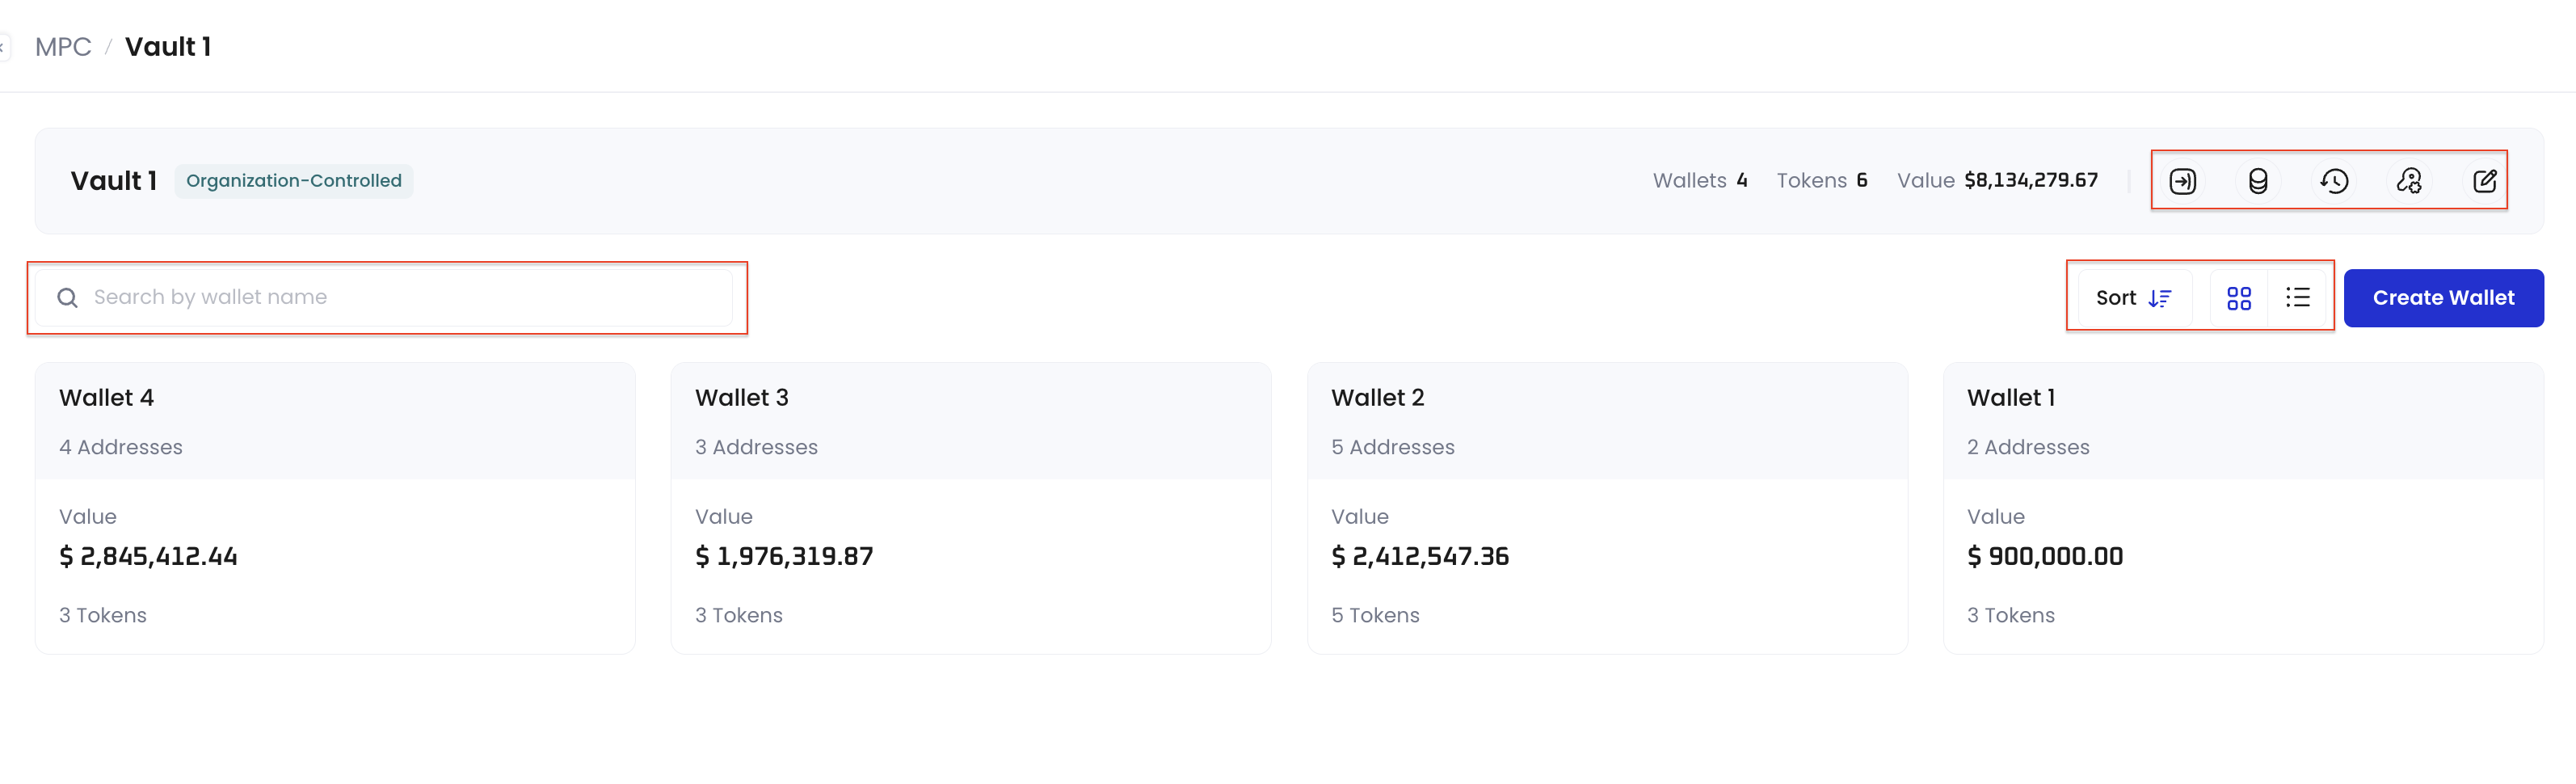 MPC / Vault 1
Vault 1 Organization-Controlled Wallets 4 Tokens 6 Value $8,134,279.67
Search by wallet name Sort Create Wallet
Wallet 4
4 Addresses
Value
$ 2,845,412.44
3 Tokens
Wallet 3
3 Addresses
Value
$ 1,976,319.87
3 Tokens
Wallet 2
5 Addresses
Value
$ 2,412,547.36
5 Tokens
Wallet 1
2 Addresses
Value
$ 900,000.00
3 Tokens